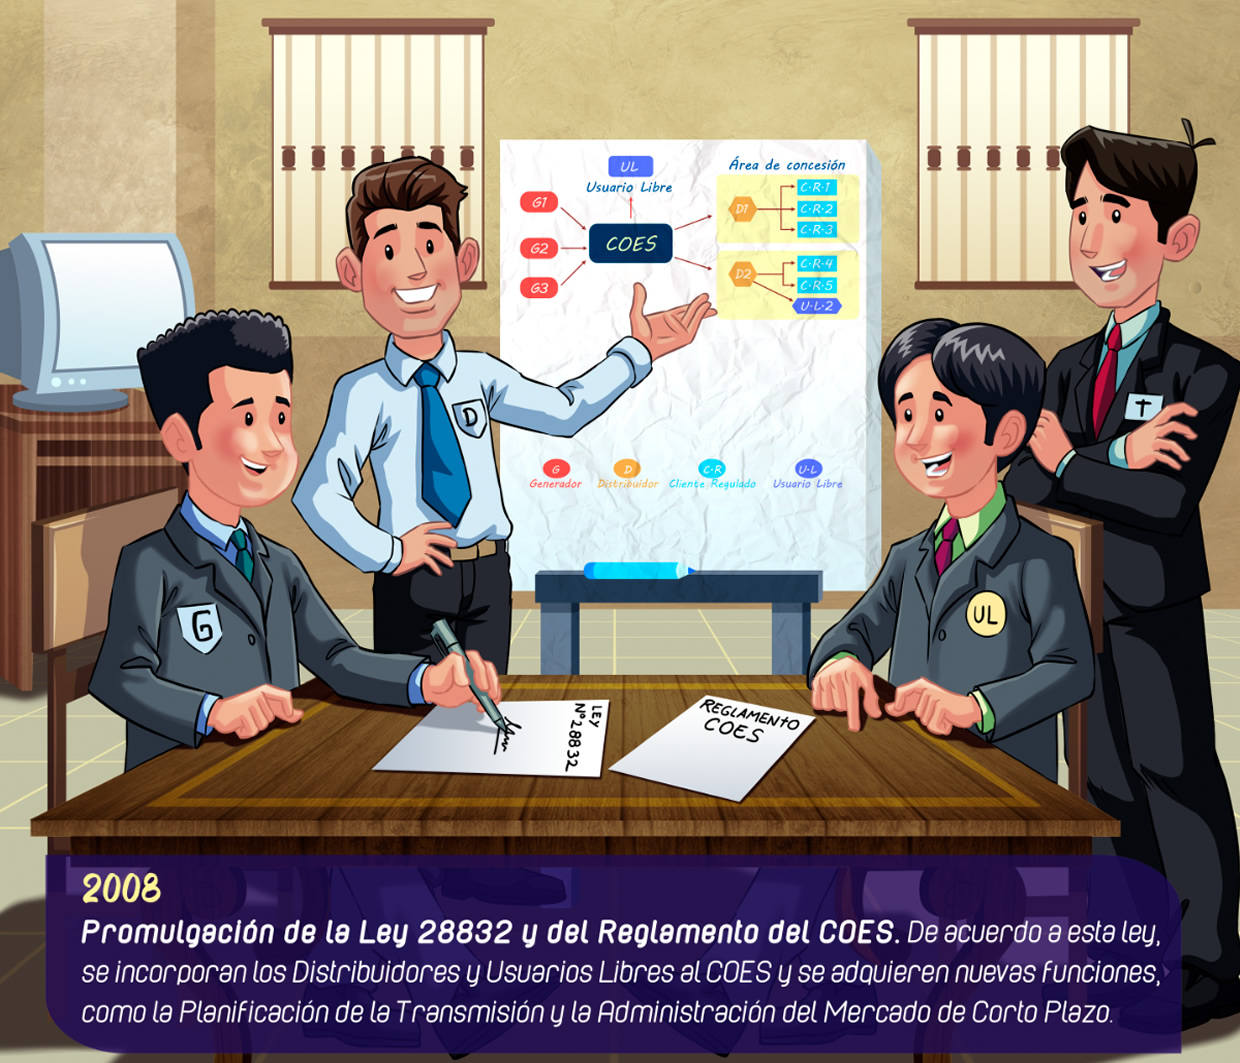 UL
Usuario Libre
Área de concesión
G1
G2
G3
COES
D1
C·R·1
C·R·2
C·R·3
D2
C·R·4
C·R·5
U·L·2
G
Generador
D
Distribuidor
C·R
Cliente Regulado
U·L
Usuario Libre
D
T
G
UL
LEY
Nº28832
REGLAMENTO
COES
2008
Promulgación de la Ley 28832 y del Reglamento del COES. De acuerdo a esta ley,
se incorporan los Distribuidores y Usuarios Libres al COES y se adquieren nuevas funciones,
como la Planificación de la Transmisión y la Administración del Mercado de Corto Plazo.